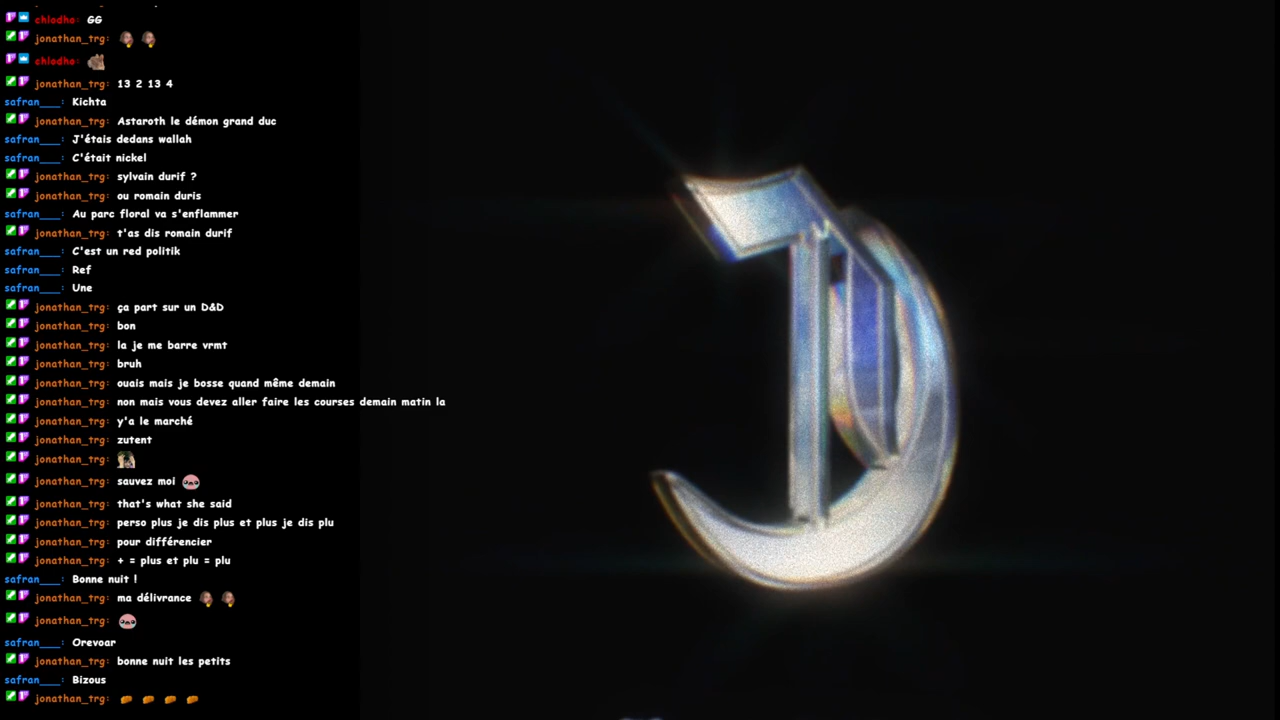 chlodho: GG
jonathan_trg:
chlodho:
jonathan_trg: 13 2 13 4
safran___: Kichta
jonathan_trg: Astaroth le démon grand duc
safran___: J'étais dedans wallah
safran___: C'était nickel
jonathan_trg: sylvain durif ?
jonathan_trg: ou romain duris
safran___: Au parc floral va s'enflammer
jonathan_trg: t'as dis romain durif
safran___: C'est un red politik
safran___: Ref
safran___: Une
jonathan_trg: ça part sur un D&D
jonathan_trg: bon
jonathan_trg: la je me barre vrmt
jonathan_trg: bruh
jonathan_trg: ouais mais je bosse quand même demain
jonathan_trg: non mais vous devez aller faire les courses demain matin la
jonathan_trg: y'a le marché
jonathan_trg: zutent
jonathan_trg:
jonathan_trg: sauvez moi
jonathan_trg: that's what she said
jonathan_trg: perso plus je dis plus et plus je dis plu
jonathan_trg: pour différencier
jonathan_trg: + = plus et plu = plu
safran___: Bonne nuit !
jonathan_trg: ma délivrance
jonathan_trg:
safran___: Orevoar
jonathan_trg: bonne nuit les petits
safran___: Bizous
jonathan_trg: